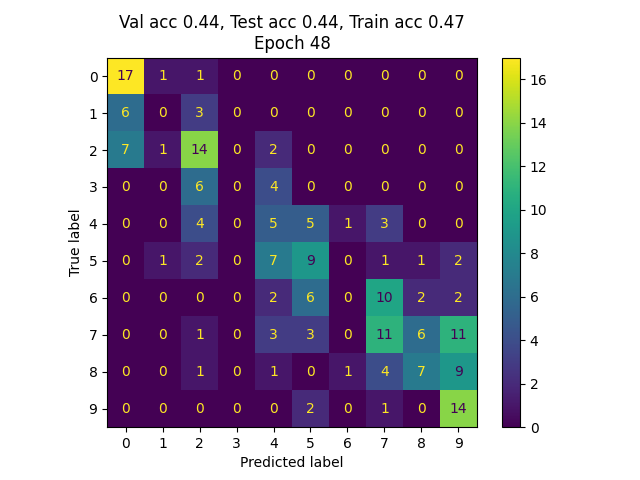 Val acc 0.44, Test acc 0.44, Train acc 0.47
Epoch 48
True label
0 17 1 1 0 0 0 0 0 0 0
1 6 0 3 0 0 0 0 0 0 0
2 7 1 14 0 2 0 0 0 0 0
3 0 0 6 0 4 0 0 0 0 0
4 0 0 4 0 5 5 1 3 0 0
5 0 1 2 0 7 9 0 1 1 2
6 0 0 0 0 2 6 0 10 2 2
7 0 0 1 0 3 3 0 11 6 11
8 0 0 1 0 1 0 1 4 7 9
9 0 0 0 0 0 2 0 1 0 14
0 1 2 3 4 5 6 7 8 9
Predicted label
16
14
12
10
8
6
4
2
0